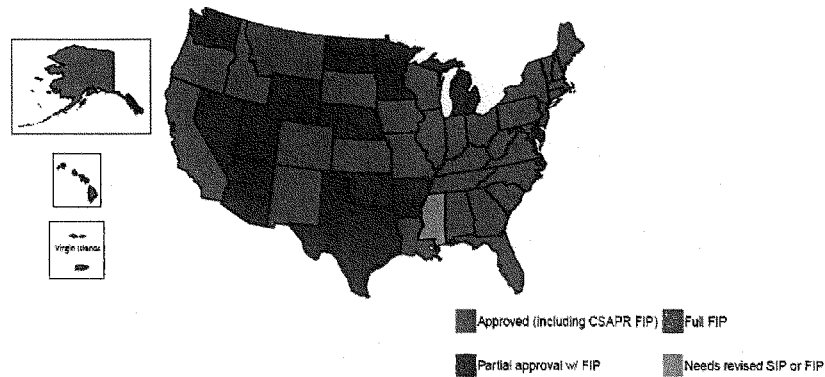 Virgin Islands
Approved (including CSAPR FIP) Full FIP
Partial approval w/ FIP Needs revised SIP or FIP